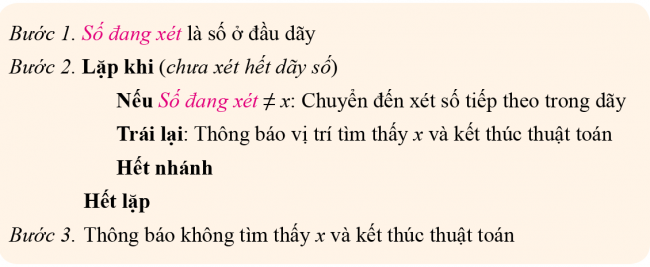 Bước 1. Số đang xét là số ở đầu dãy
Bước 2. Lặp khi (chưa xét hết dãy số)
Nếu Số đang xét ≠ x: Chuyển đến xét số tiếp theo trong dãy
Trái lại: Thông báo vị trí tìm thấy x và kết thúc thuật toán
Hết nhánh
Hết lặp
Bước 3. Thông báo không tìm thấy x và kết thúc thuật toán